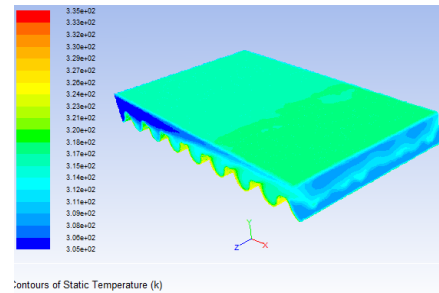 3.35e+02
3.32e+02
3.30e+02
3.29e+02
3.27e+02
3.26e+02
3.24e+02
3.23e+02
3.21e+02
3.20e+02
3.18e+02
3.17e+02
3.15e+02
3.14e+02
3.12e+02
3.11e+02
3.09e+02
3.08e+02
3.06e+02
3.05e+02
Y
Z
X
Contours of Static Temperature (k)